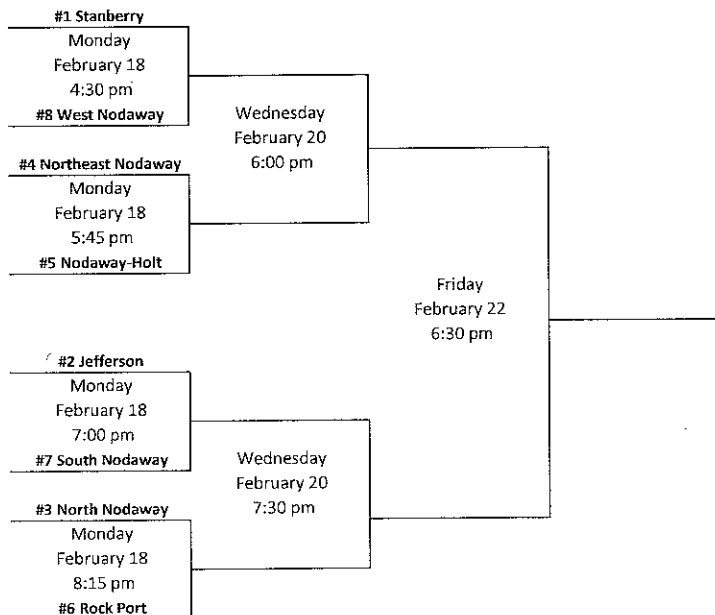 #1 Stanberry
Monday
February 18
4:30 pm
#8 West Nodaway
Wednesday
February 20
6:00 pm
#4 Northeast Nodaway
Monday
February 18
5:45 pm
#5 Nodaway-Holt
Friday
February 22
6:30 pm
#2 Jefferson
Monday
February 18
7:00 pm
#7 South Nodaway
Wednesday
February 20
7:30 pm
#3 North Nodaway
Monday
February 18
8:15 pm
#6 Rock Port